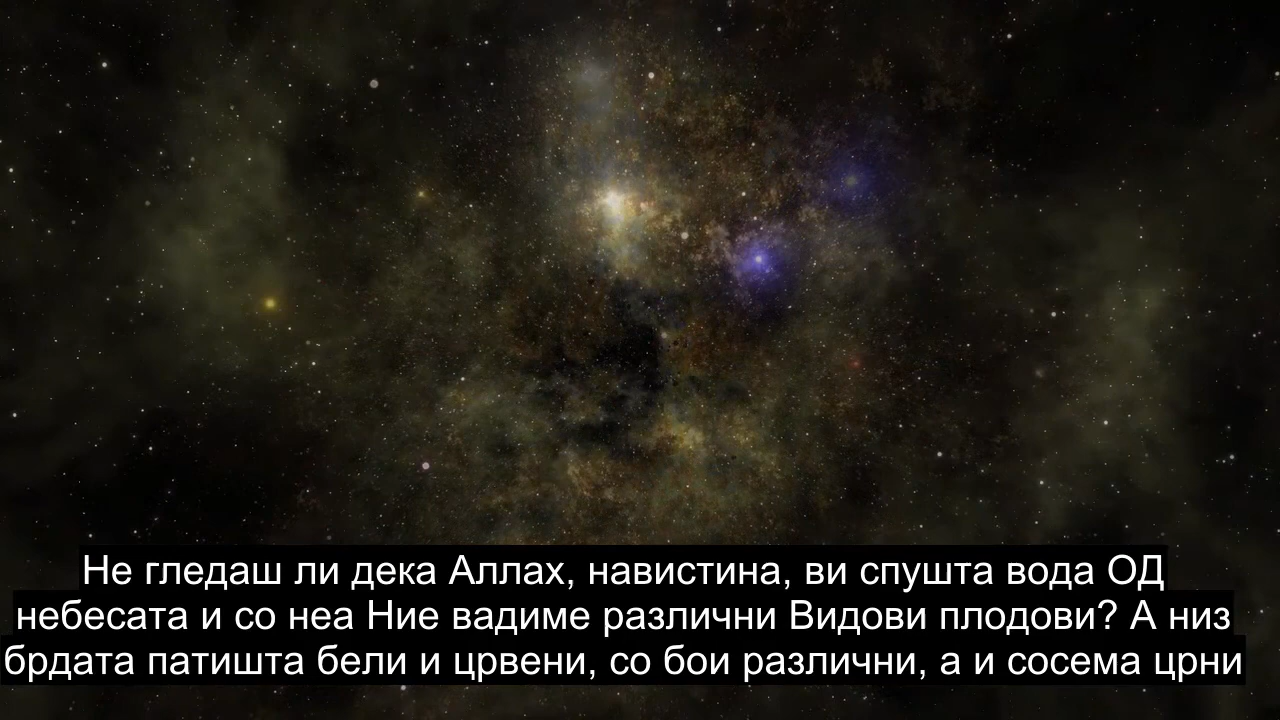 Не гледаш ли дека Аллах, навистина, ви спушта вода ОД
небесата и со неа Ние вадиме различни Видови плодови? А низ
брдата патишта бели и црвени, со бои различни, а и сосема црни